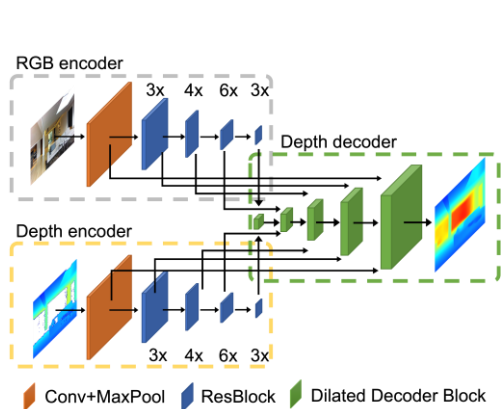 RGB encoder
3x 4x 6x 3x
Depth decoder
Depth encoder
3x 4x 6x 3x
Conv+MaxPool ResBlock Dilated Decoder Block